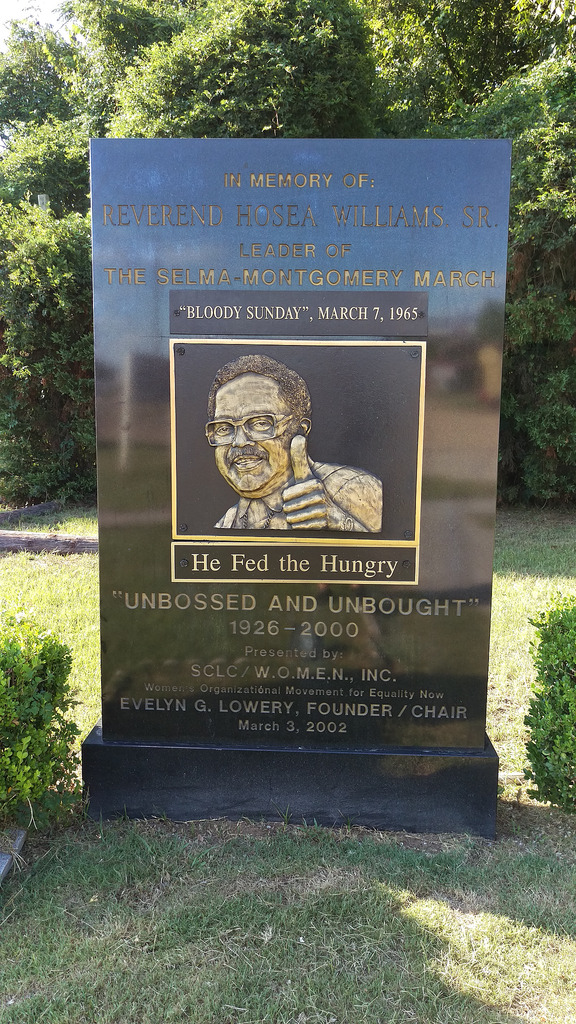 IN MEMORY OF:
REVEREND HOSEA WILLIAMS, SR.
LEADER OF
THE SELMA-MONTGOMERY MARCH
"BLOODY SUNDAY", MARCH 7, 1965
He Fed the Hungry
"UNBOSSED AND UNBOUGHT"
1926-2000
Presented by:
SCLC/W.O.M.E.N., INC.
Women's Organizational Movement for Equality Now
EVELYN G. LOWERY, FOUNDER/CHAIR
March 3, 2002